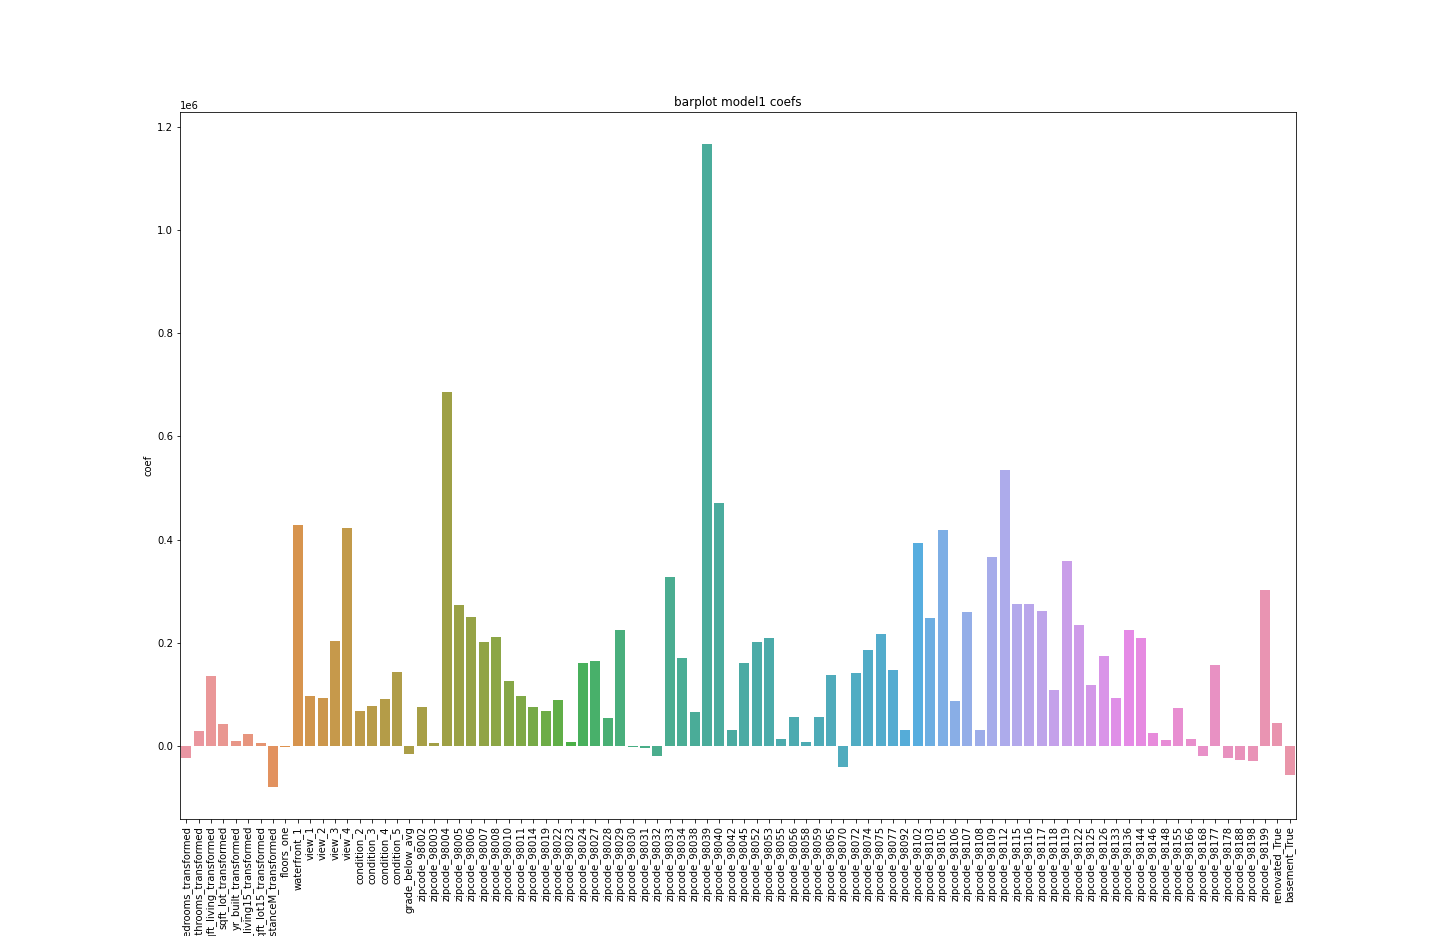 barplot model1 coefs
1e6
1.2
1.0
0.8
0.6
0.4
0.2
0.0
coef
edrooms_transformed
throoms_transformed
qft_living_transformed
sqft_lot_transformed
yr_built_transformed
living15_transformed
qft_lot15_transformed
stanceM_transformed
floors_one
waterfront_1
view_1
view_2
view_3
view_4
condition_2
condition_3
condition_4
condition_5
grade_below_avg
zipcode_98002
zipcode_98003
zipcode_98004
zipcode_98005
zipcode_98006
zipcode_98007
zipcode_98008
zipcode_98010
zipcode_98011
zipcode_98014
zipcode_98019
zipcode_98022
zipcode_98023
zipcode_98024
zipcode_98027
zipcode_98028
zipcode_98029
zipcode_98030
zipcode_98031
zipcode_98032
zipcode_98033
zipcode_98034
zipcode_98038
zipcode_98039
zipcode_98040
zipcode_98042
zipcode_98045
zipcode_98052
zipcode_98053
zipcode_98055
zipcode_98056
zipcode_98058
zipcode_98059
zipcode_98065
zipcode_98070
zipcode_98072
zipcode_98074
zipcode_98075
zipcode_98077
zipcode_98092
zipcode_98102
zipcode_98103
zipcode_98105
zipcode_98106
zipcode_98107
zipcode_98108
zipcode_98109
zipcode_98112
zipcode_98115
zipcode_98116
zipcode_98117
zipcode_98118
zipcode_98119
zipcode_98122
zipcode_98125
zipcode_98126
zipcode_98133
zipcode_98136
zipcode_98144
zipcode_98146
zipcode_98148
zipcode_98155
zipcode_98166
zipcode_98168
zipcode_98177
zipcode_98178
zipcode_98188
zipcode_98198
zipcode_98199
renovated_True
basement_True